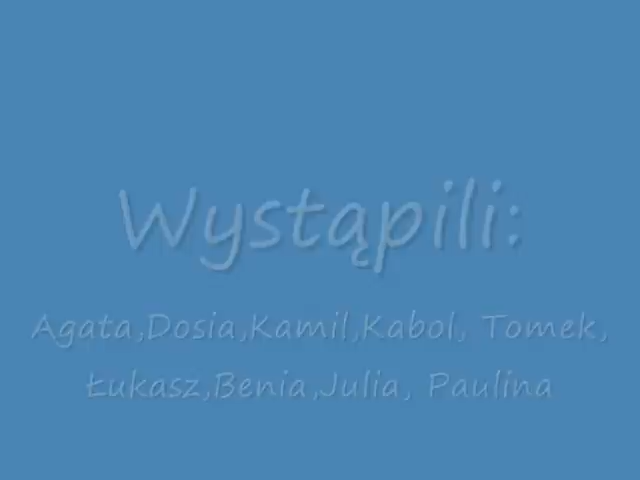 Wystąpili:
Agata,Dosia,Kamil,Kabol, Tomek,
Łukasz,Benia,Julia, Paulina